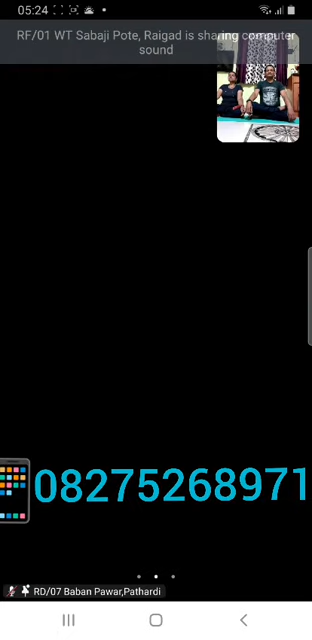 05:24
RF/01 WT Sabaji Pote, Raigad is sharing computer
sound
08275268971
RD/07 Baban Pawar,Pathardi